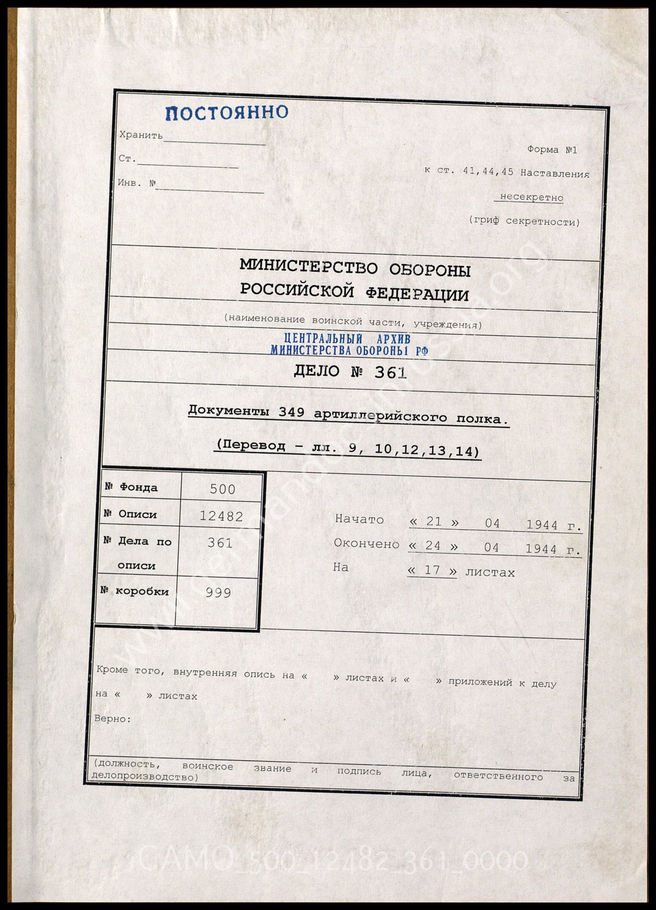 ПОСТОЯННО
Хранить
Ст.
Инв. №
Форма №1
к ст. 41,44,45 Наставления
несекретно
(гриф секретности)
МИНИСТЕРСТВО ОБОРОНЫ
РОССИЙСКОЙ ФЕДЕРАЦИИ
(наименование воинской части, учреждения)
ЦЕНТРАЛЬНЫЙ АРХИВ
МИНИСТЕРСТВА ОБОРОНЫ РФ
ДЕЛО № 361
Документы 349 артиллерийского полка.
(Перевод – лл. 9, 10,12,13,14)
№ Фонда 500
№ Описи 12482
№ Дела по описи 361
№ коробки 999
Начато « 21 » 04 1944 г.
Окончено « 24 » 04 1944 г.
На « 17 » листах
Кроме того, внутренняя опись на « » листах и « » приложений к делу
на « » листах
Верно:
(должность, воинское звание и подпись лица, ответственного за
делопроизводство)
CAMO_500_12482_361_0000